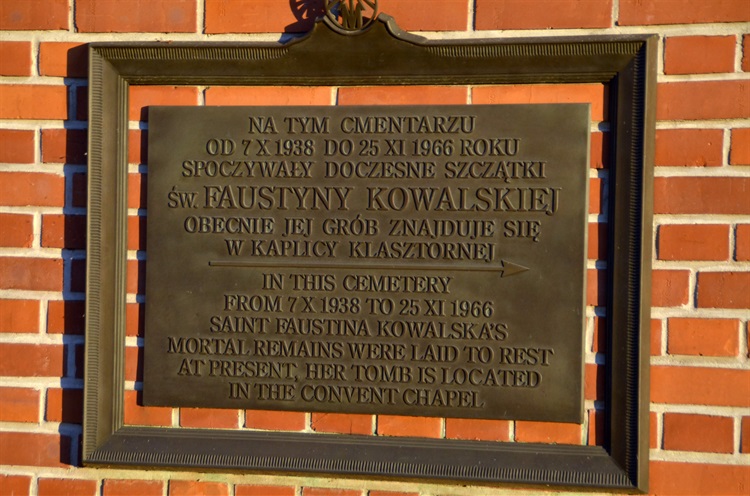 NA TYM CMENTARZU
OD 7 X 1938 DO 25 XI 1966 ROKU
SPOCZYWAŁY DOCZESNE SZCZĄTKI
ŚW. FAUSTYNY KOWALSKIEJ
OBECNIE JEJ GRÓB ZNAJDUJE SIĘ
W KAPLICY KLASZTORNEJ
IN THIS CEMETERY
FROM 7 X 1938 TO 25 XI 1966
SAINT FAUSTINA KOWALSKA'S
MORTAL REMAINS WERE LAID TO REST
AT PRESENT, HER TOMB IS LOCATED
IN THE CONVENT CHAPEL